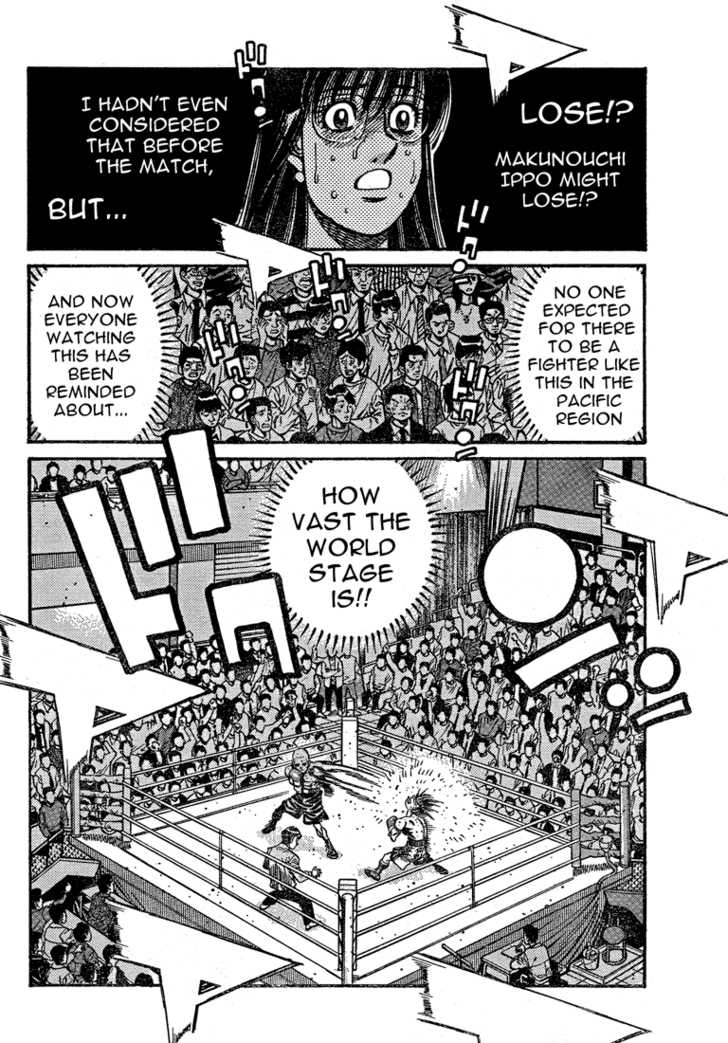 LOSE!?
MAKUNOUCHI
IPPO MIGHT
LOSE!?
I HADN'T EVEN
CONSIDERED
THAT BEFORE
THE MATCH,
BUT...
NO ONE
EXPECTED
FOR THERE
TO BE A
FIGHTER LIKE
THIS IN THE
PACIFIC
REGION
AND NOW
EVERYONE
WATCHING
THIS HAS
BEEN
REMINDED
ABOUT...
HOW
VAST THE
WORLD
STAGE
IS!!